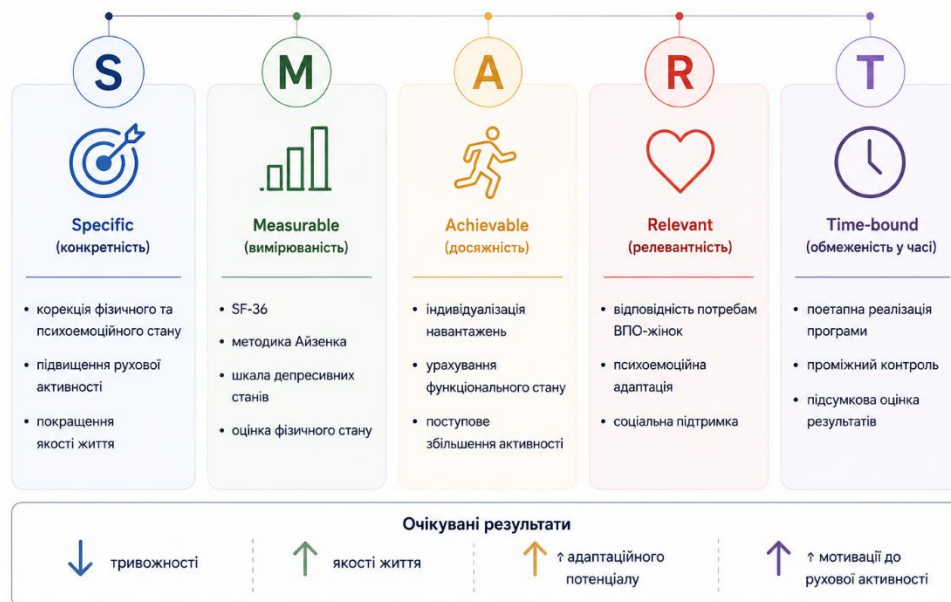 S
M
A
R
T
Specific
(конкретність)
• корекція фізичного та
психоемоційного стану
• підвищення рухової
активності
• покращення
якості життя
Measurable
(вимірюваність)
• SF-36
• методика Айзенка
• шкала депресивних
станів
• оцінка фізичного стану
Achievable
(досяжність)
• індивідуалізація
навантажень
• урахування
функціонального стану
• поступове
збільшення активності
Relevant
(релевантність)
• відповідність потребам
ВПО-жінок
• психоемоційна
адаптація
• соціальна підтримка
Time-bound
(обмеженість у часі)
• поетапна реалізація
програми
• проміжний контроль
• підсумкова оцінка
результатів
Очікувані результати
↓ тривожності
↑ якості життя
↑ ↑ адаптаційного
потенціалу
↑ ↑ мотивації до
рухової активності